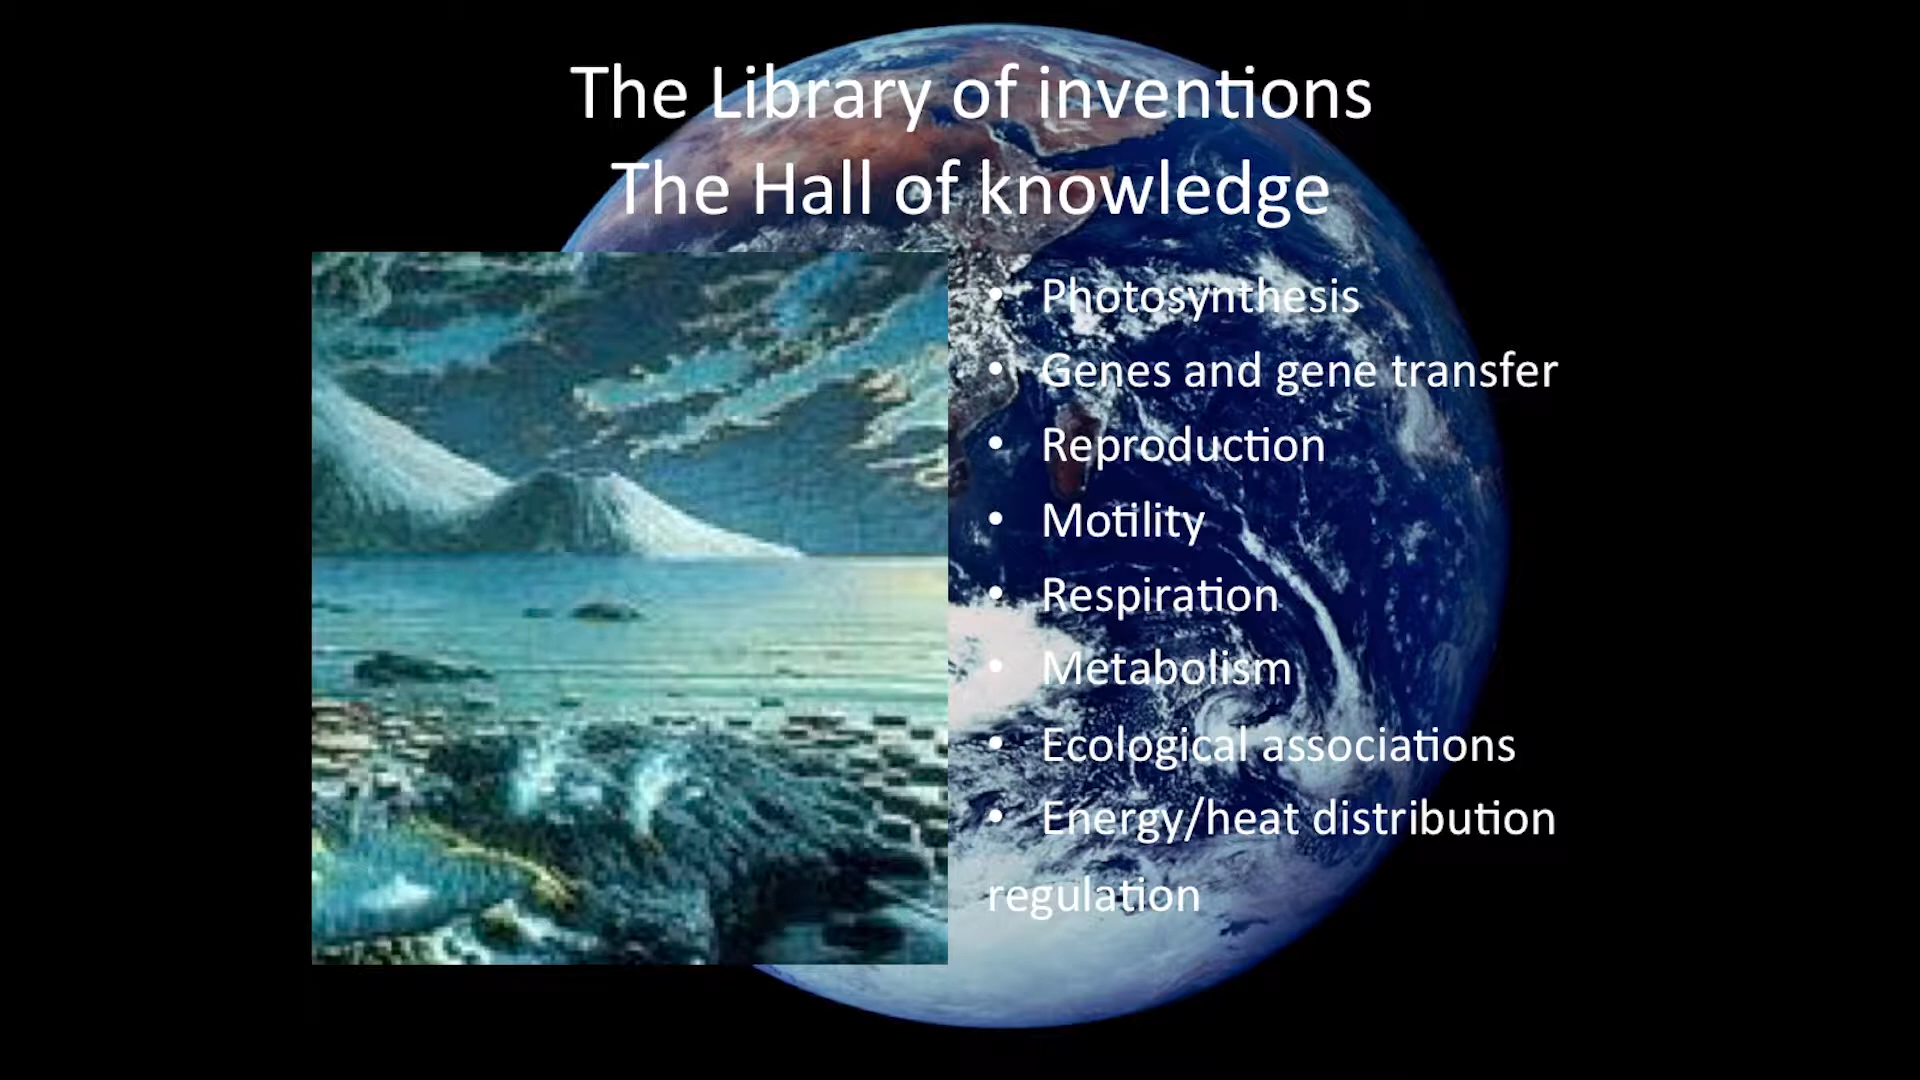 The Library of inventions
The Hall of knowledge
• Photosynthesis
• Genes and gene transfer
• Reproduction
• Motility
• Respiration
• Metabolism
• Ecological associations
• Energy/heat distribution
regulation